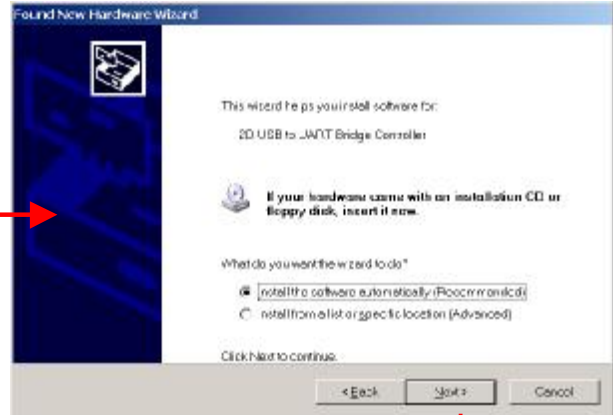 Found New Hardware Wizard
This wizard helps you install software for:
2D USB to UART Bridge Controller
If your hardware came with an installation CD or
floppy disk, insert it now.
What do you want the wizard to do?
Install the software automatically (Recommended)
Install from a list or specific location (Advanced)
Click Next to continue.
< Back
Next >
Cancel